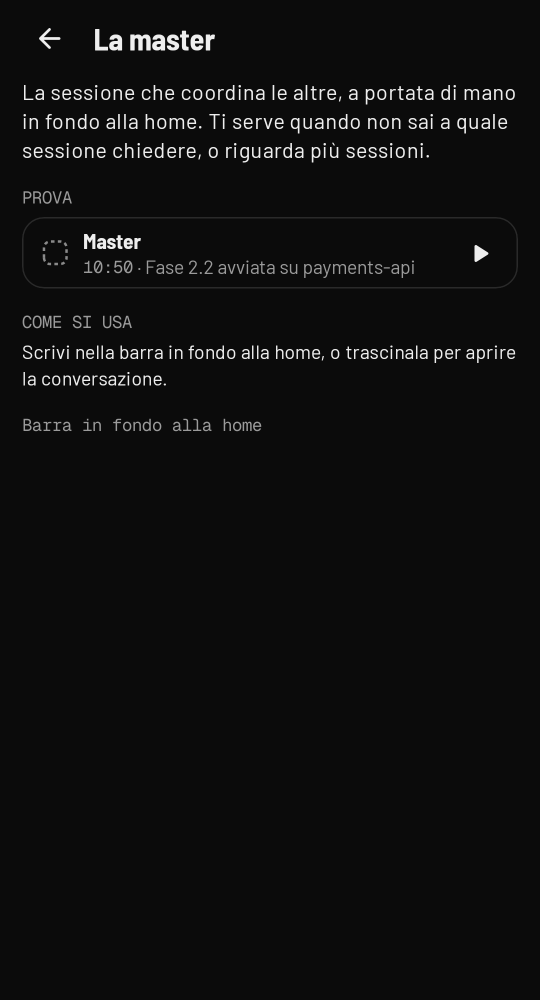 La master
La sessione che coordina le altre, a portata di mano
in fondo alla home. Ti serve quando non sai a quale
sessione chiedere, o riguarda più sessioni.
PROVA
Master
10:50 · Fase 2.2 avviata su payments-api
COME SI USA
Scrivi nella barra in fondo alla home, o trascinala per aprire
la conversazione.
Barra in fondo alla home